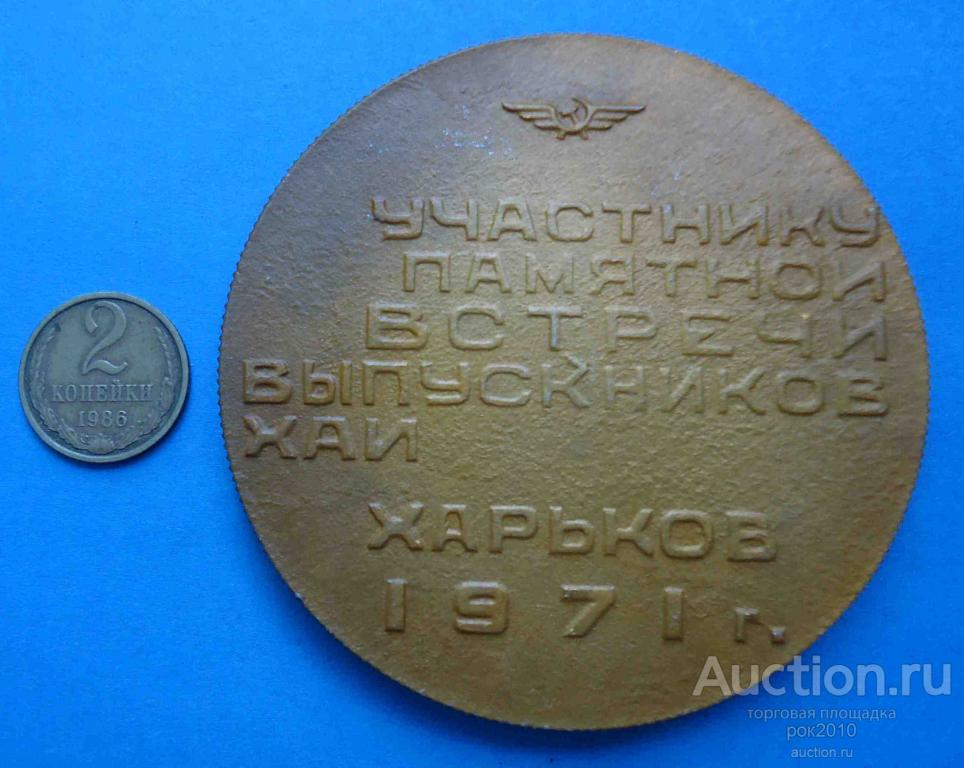 УЧАСТНИКУ
ПАМЯТНОЙ
ВСТРЕЧИ
ВЫПУСКНИКОВ
ХАИ
ХАРЬКОВ
1971 г.
2
КОПЕЙКИ
1986
Auction.ru
торговая площадка
рок2010
auction.ru